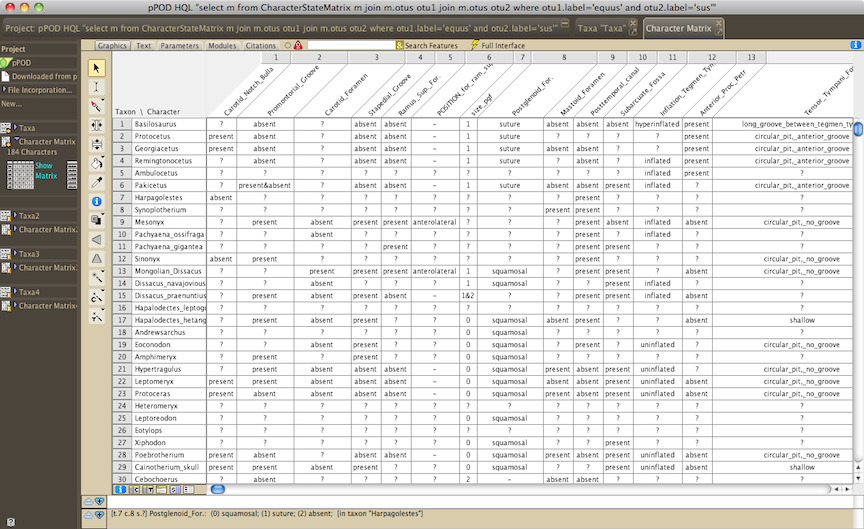 pPOD HQL "select m from CharacterStateMatrix m join m.otus otu1 join m.otus otu2 where otu1.label='equus' and otu2.label='sus'"
Project: pPOD HQL "select m from CharacterStateMatrix m join m.otus otu1 join m.otus otu2 where otu1.label='equus' and otu2.label='sus'" Taxa "Taxa" Character Matrix
Project
Graphics Text Parameters Modules Citations Search Features Full Interface
pPOD
Downloaded from p
File Incorporation...
New...
Taxa
Character Matrix
184 Characters
Show
Matrix
Taxa2
Character Matrix
Taxa3
Character Matrix
Taxa4
Character Matrix
1 2 3 4 5 6 7 8 9 10 11 12 13
Carotid_Notch_Bulla
Promontorial_Groove
Carotid_Foramen
Stapedial_Groove
Ramus_Sup._For.
POSITION_for_ram_su
size_pgf
Postglenoid_For.
Mastoid_Foramen
Posttemporal_canal
Subarcuate_Fossa
Inflation_Tegmen_Tym
Anterior_Proc_Petr
Tensor_Tympani_Fo
Taxon \ Character
1 Basilosaurus ? absent ? absent absent – 1 suture absent absent absent hyperinflated present long_groove_between_tegmen_ty
2 Protocetus present absent ? absent absent – 1 suture ? ? ? ? present circular_pit,_anterior_groove
3 Georgiacetus present absent ? absent absent – 1 suture absent absent absent ? present circular_pit,_anterior_groove
4 Remingtonocetus ? absent ? absent absent – 1 suture ? ? ? inflated present circular_pit,_anterior_groove
5 Ambulocetus ? ? ? ? ? – ? ? ? ? ? inflated present ?
6 Pakicetus ? present&absent ? absent absent – 1 suture absent absent present inflated ? circular_pit,_anterior_groove
7 Harpagolestes absent ? ? ? ? ? ? ? ? present ? ? ? ?
8 Synoplotherium ? ? ? ? ? ? ? ? present present ? ? ? ?
9 Mesonyx ? present absent present present anterolateral ? ? ? present absent inflated absent circular_pit,_no_groove
10 Pachyaena_ossifraga ? ? absent ? ? ? ? ? ? present ? inflated ? ?
11 Pachyaena_gigantea ? ? ? ? present ? ? ? ? present present ? ? ?
12 Sinonyx absent present ? ? ? ? ? ? ? present ? ? ? circular_pit,_no_groove
13 Mongolian_Dissacus ? ? present present present anterolateral 1 squamosal ? present present ? absent circular_pit,_no_groove
14 Dissacus_navajovious ? ? absent ? ? ? 1 squamosal ? ? present inflated ? ?
15 Dissacus_praenuntius ? present absent present absent – 1&2 ? ? present present inflated absent circular_pit,_no_groove
16 ? ? ? ? ? ? ? ? ? ? ? ? ? ?
17 ? present absent present ? ? 0 squamosal absent present ? ? absent shallow
18 Andrewsarchus ? ? ? ? ? ? 0 squamosal ? ? ? ? ? ?
19 Eoconodon ? ? absent present ? ? 0 squamosal ? present ? uninflated ? circular_pit,_no_groove
20 Amphimeryx ? present ? present ? ? 0 squamosal ? ? ? ? ? ?
21 Hypertragulus ? present ? present absent – 0 squamosal present absent present uninflated ? circular_pit,_no_groove
22 Leptomeryx present present absent absent absent – 0 squamosal absent absent present uninflated absent circular_pit,_no_groove
23 Protoceras present present absent absent absent – 0 squamosal absent present present uninflated absent circular_pit,_no_groove
24 Heteromeryx ? ? ? ? ? ? ? ? ? ? ? ? ? ?
25 Leptoreodon ? ? ? ? ? ? 0 squamosal ? ? ? ? ? ?
26 Eotylops ? ? ? ? ? ? ? ? ? ? ? ? ? ?
27 Xiphodon ? ? ? ? ? ? 0 squamosal ? ? present ? ? ?
28 Poebrotherium ? present absent absent absent – 0 squamosal present absent present uninflated absent circular_pit,_no_groove
29 Cainotherium_skull present present absent present ? ? 0 squamosal ? ? present uninflated absent shallow
30 Cebochoerus ? present ? absent absent – 2 – absent absent ? ? ? ?
[t.7 c.8 s.?] Postglenoid_For.: (0) squamosal; (1) suture; (2) absent; [in taxon "Harpagolestes"]